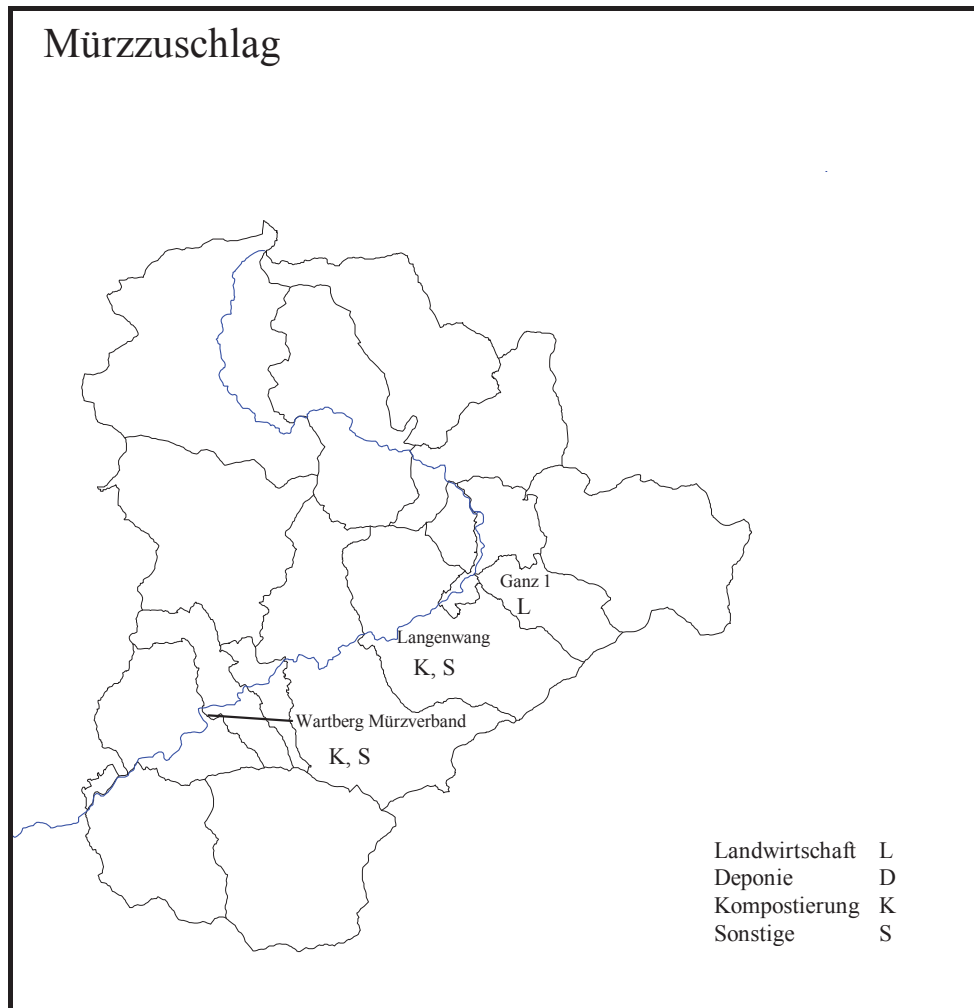 Mürzzuschlag
Ganz 1
L
Langenwang
K, S
Wartberg Mürzverband
K, S
Landwirtschaft L
Deponie D
Kompostierung K
Sonstige S